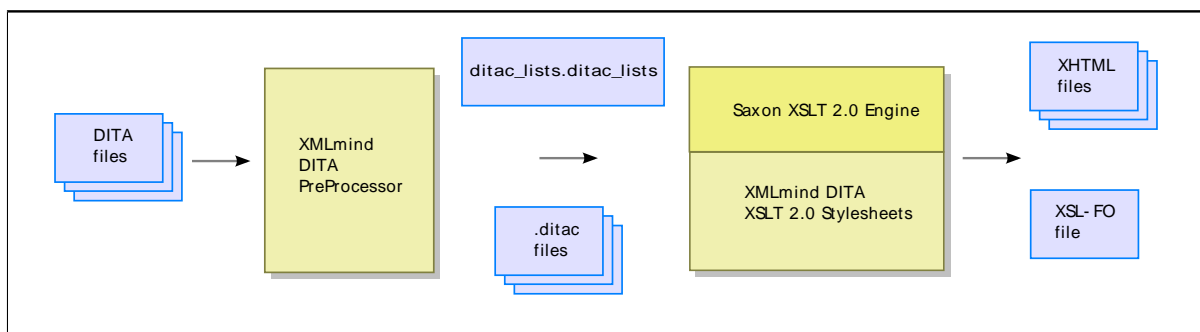 DITA
files
XMLmind
DITA
PreProcessor
ditac_lists.ditac_lists
.ditac
files
Saxon XSLT 2.0 Engine
XMLmind DITA
XSLT 2.0 Stylesheets
XHTML
files
XSL-FO
file